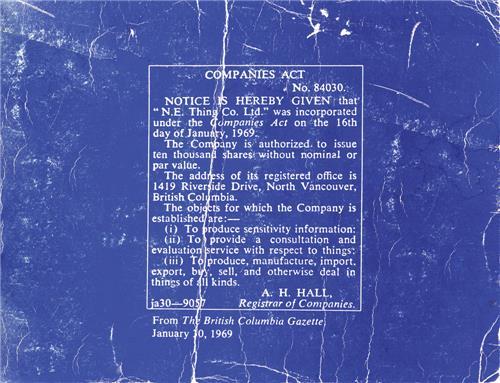 COMPANIES ACT
No. 84030.
NOTICE IS HEREBY GIVEN that
"N.E. Thing Co. Ltd." was incorporated
under the Companies Act on the 16th
day of January, 1969.
The Company is authorized to issue
ten thousand shares without nominal or
par value.
The address of its registered office is
1419 Riverside Drive, North Vancouver,
British Columbia.
The objects for which the Company is
established are:—
(i) To produce sensitivity information:
(ii) To provide a consultation and
evaluation service with respect to things:
(iii) To produce, manufacture, import,
export, buy, sell, and otherwise deal in
things of all kinds.
A. H. HALL,
ja30—9057 Registrar of Companies.
From The British Columbia Gazette
January 30, 1969